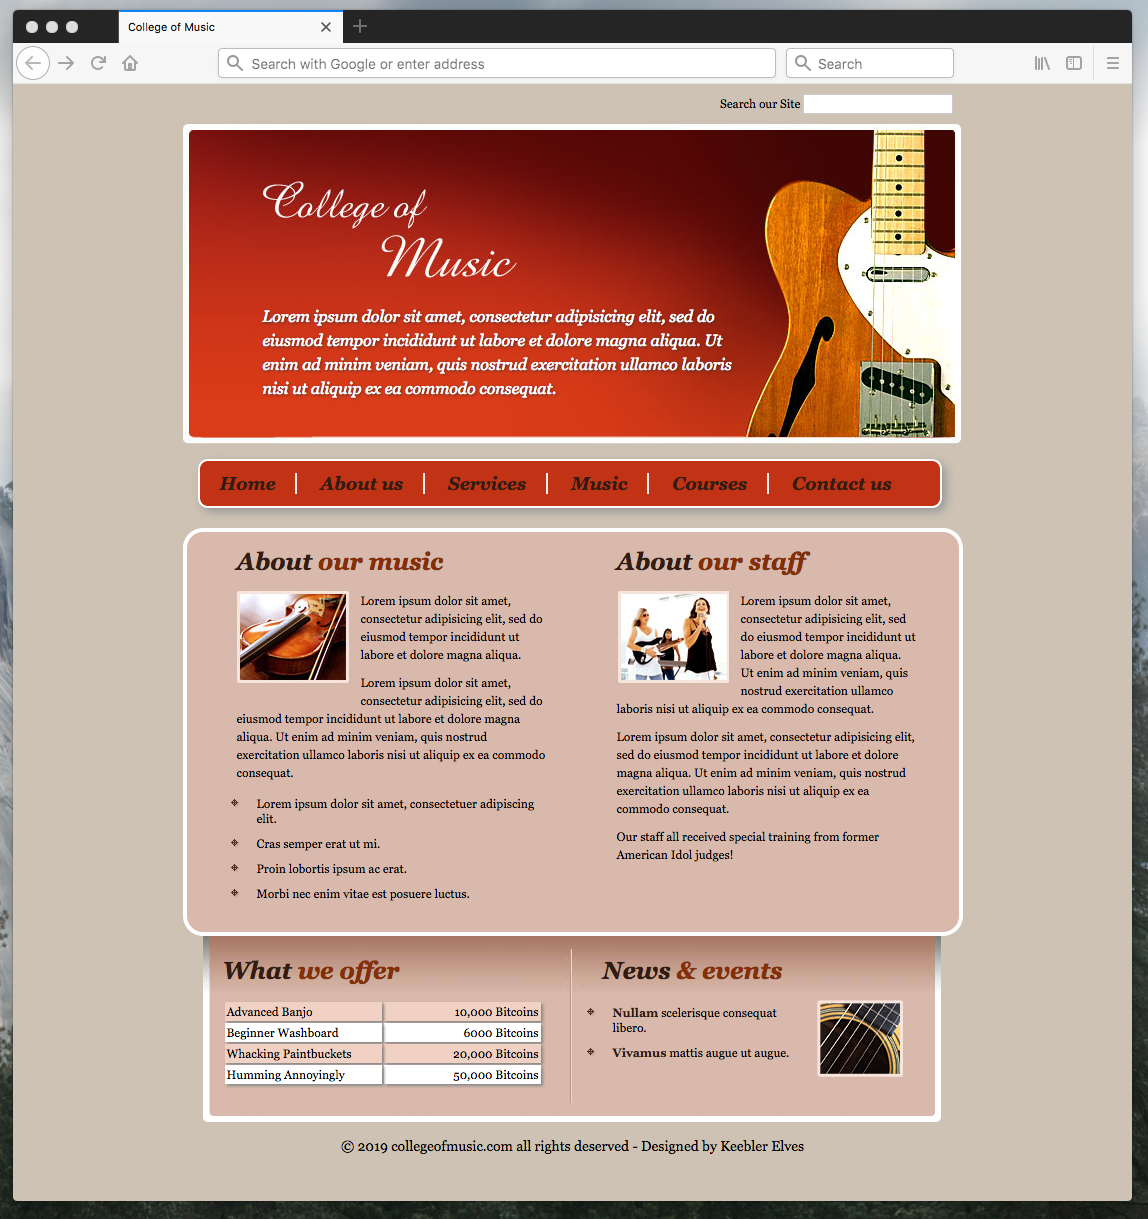 College of Music
Search with Google or enter address
Search
Search our Site
College of
Music
Lorem ipsum dolor sit amet, consectetur adipisicing elit, sed do
eiusmod tempor incididunt ut labore et dolore magna aliqua. Ut
enim ad minim veniam, quis nostrud exercitation ullamco laboris
nisi ut aliquip ex ea commodo consequat.
Home
About us
Services
Music
Courses
Contact us
About our music
Lorem ipsum dolor sit amet,
consectetur adipisicing elit, sed do
eiusmod tempor incididunt ut
labore et dolore magna aliqua.
Lorem ipsum dolor sit amet,
consectetur adipisicing elit, sed do
eiusmod tempor incididunt ut labore et dolore magna
aliqua. Ut enim ad minim veniam, quis nostrud
exercitation ullamco laboris nisi ut aliquip ex ea commodo
consequat.
Lorem ipsum dolor sit amet, consectetuer adipiscing
elit.
Cras semper erat ut mi.
Proin lobortis ipsum ac erat.
Morbi nec enim vitae est posuere luctus.
About our staff
Lorem ipsum dolor sit amet,
consectetur adipisicing elit, sed
do eiusmod tempor incididunt ut
labore et dolore magna aliqua.
Ut enim ad minim veniam, quis
nostrud exercitation ullamco
laboris nisi ut aliquip ex ea commodo consequat.
Lorem ipsum dolor sit amet, consectetur adipisicing elit,
sed do eiusmod tempor incididunt ut labore et dolore
magna aliqua. Ut enim ad minim veniam, quis nostrud
exercitation ullamco laboris nisi ut aliquip ex ea
commodo consequat.
Our staff all received special training from former
American Idol judges!
What we offer
Advanced Banjo 10,000 Bitcoins
Beginner Washboard 6000 Bitcoins
Whacking Paintbuckets 20,000 Bitcoins
Humming Annoyingly 50,000 Bitcoins
News & events
Nullam scelerisque consequat
libero.
Vivamus mattis augue ut augue.
© 2019 collegeofmusic.com all rights deserved - Designed by Keebler Elves